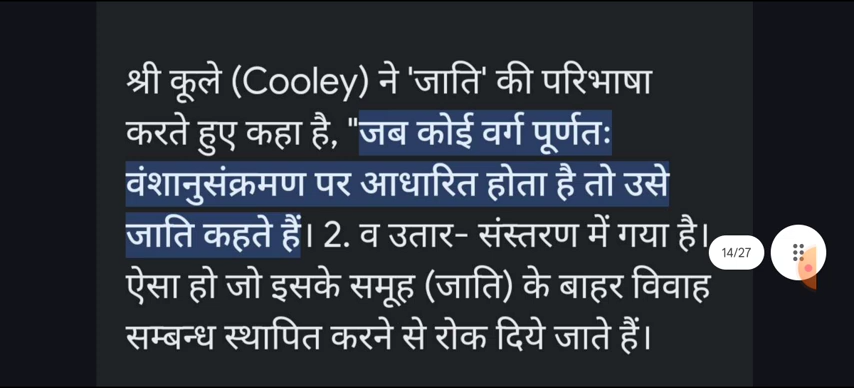 श्री कूले (Cooley) ने 'जाति' की परिभाषा
करते हुए कहा है, "जब कोई वर्ग पूर्णतः
वंशानुसंक्रमण पर आधारित होता है तो उसे
जाति कहते हैं। 2. व उतार- संस्तरण में गया है।
14/27
ऐसा हो जो इसके समूह (जाति) के बाहर विवाह
सम्बन्ध स्थापित करने से रोक दिये जाते हैं।